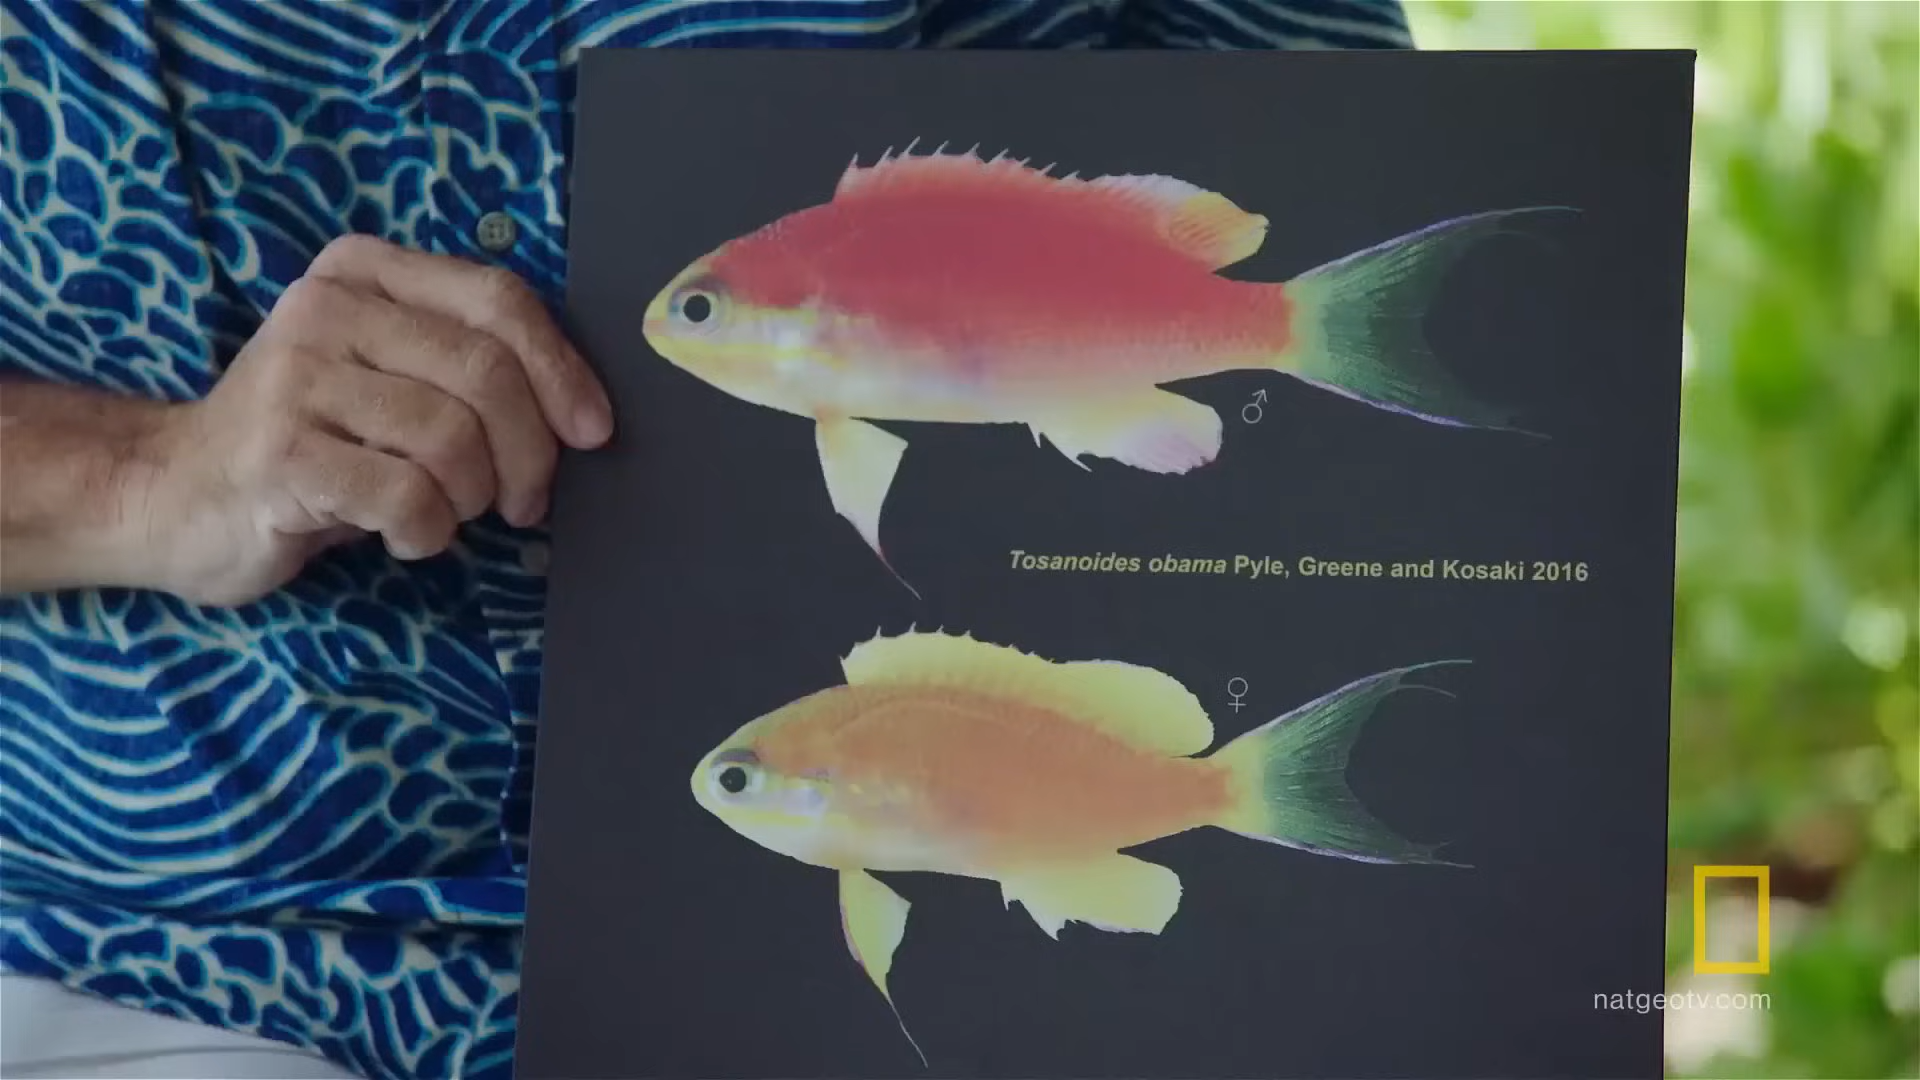 ♂
Tosanoides obama Pyle, Greene and Kosaki 2016
♀
natgeotv.com